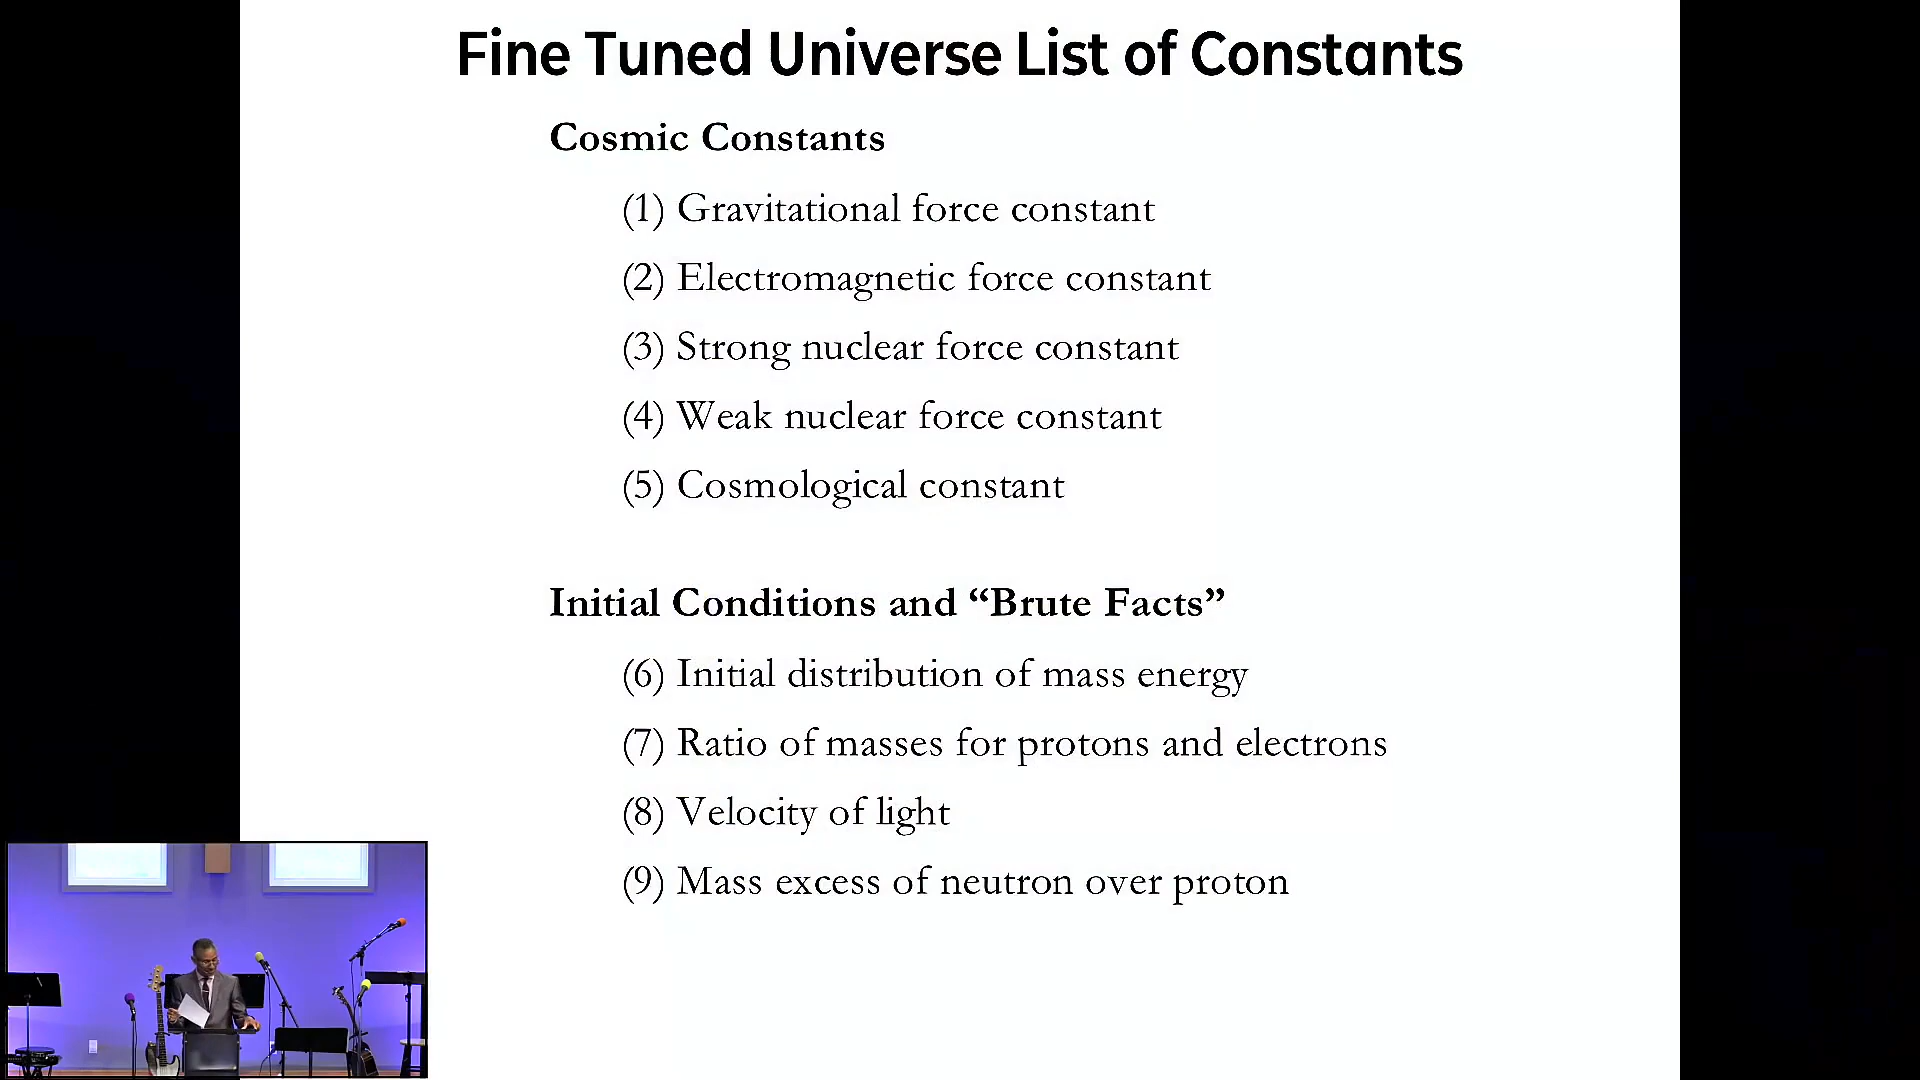 Fine Tuned Universe List of Constants
Cosmic Constants
(1) Gravitational force constant
(2) Electromagnetic force constant
(3) Strong nuclear force constant
(4) Weak nuclear force constant
(5) Cosmological constant
Initial Conditions and “Brute Facts”
(6) Initial distribution of mass energy
(7) Ratio of masses for protons and electrons
(8) Velocity of light
(9) Mass excess of neutron over proton